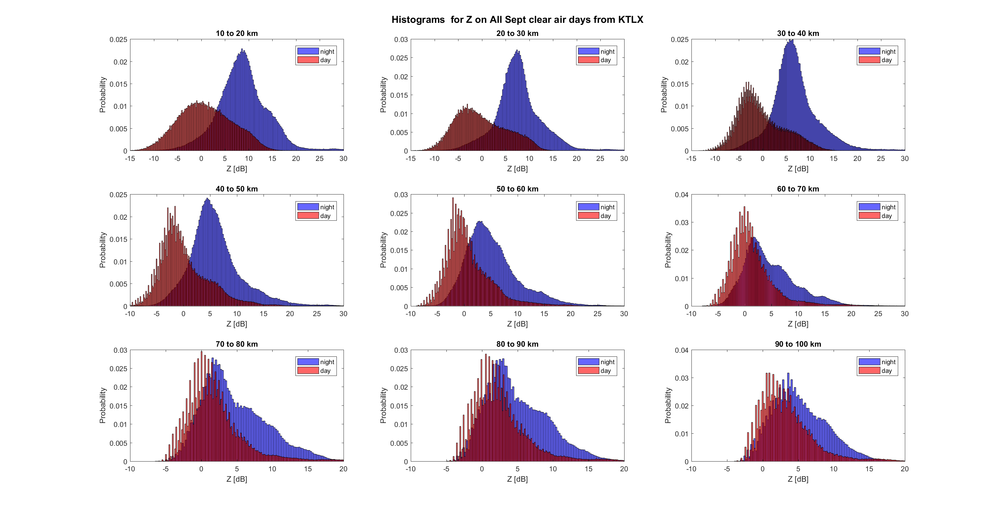 Histograms  for Z on All Sept clear air days from KTLX
10 to 20 km
0.025
0.02
0.015
0.01
0.005
0
Probability
-15 -10 -5 0 5 10 15 20 25 30
Z [dB]
night
day
20 to 30 km
0.03
0.025
0.02
0.015
0.01
0.005
0
Probability
-15 -10 -5 0 5 10 15 20 25 30
Z [dB]
night
day
30 to 40 km
0.025
0.02
0.015
0.01
0.005
0
Probability
-15 -10 -5 0 5 10 15 20 25 30
Z [dB]
night
day
40 to 50 km
0.025
0.02
0.015
0.01
0.005
0
Probability
-10 -5 0 5 10 15 20 25 30
Z [dB]
night
day
50 to 60 km
0.03
0.025
0.02
0.015
0.01
0.005
0
Probability
-10 -5 0 5 10 15 20 25 30
Z [dB]
night
day
60 to 70 km
0.04
0.03
0.02
0.01
0
Probability
-10 -5 0 5 10 15 20 25 30
Z [dB]
night
day
70 to 80 km
0.03
0.025
0.02
0.015
0.01
0.005
0
Probability
-10 -5 0 5 10 15 20
Z [dB]
night
day
80 to 90 km
0.03
0.025
0.02
0.015
0.01
0.005
0
Probability
-10 -5 0 5 10 15 20
Z [dB]
night
day
90 to 100 km
0.04
0.03
0.02
0.01
0
Probability
-10 -5 0 5 10 15 20
Z [dB]
night
day